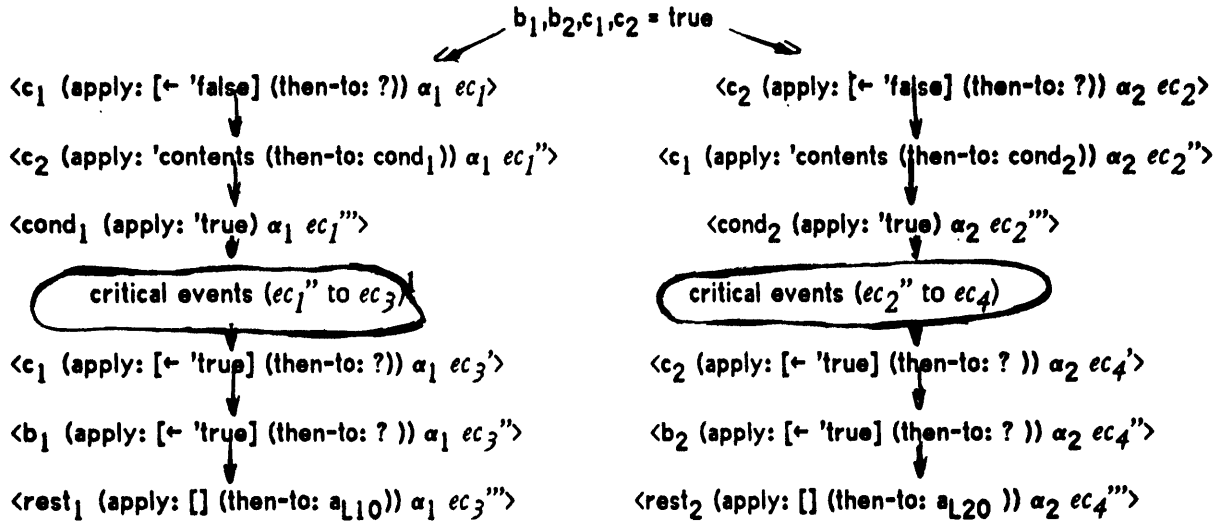 b₁,b₂,c₁,c₂ = true
<c₁ (apply: [← 'false] (then-to: ?)) α₁ ec₁>
<c₂ (apply: 'contents (then-to: cond₁)) α₁ ec₁">
<cond₁ (apply: 'true) α₁ ec₁'''>
critical events (ec₁" to ec₃)
<c₁ (apply: [← 'true] (then-to: ?)) α₁ ec₃'>
<b₁ (apply: [← 'true] (then-to: ? )) α₁ ec₃">
<rest₁ (apply: [] (then-to: a_L10)) α₁ ec₃'''>
<c₂ (apply: [← 'false] (then-to: ?)) α₂ ec₂>
<c₁ (apply: 'contents (then-to: cond₂)) α₂ ec₂">
<cond₂ (apply: 'true) α₂ ec₂'''>
critical events (ec₂" to ec₄)
<c₂ (apply: [← 'true] (then-to: ? )) α₂ ec₄'>
<b₂ (apply: [← 'true] (then-to: ? )) α₂ ec₄">
<rest₂ (apply: [] (then-to: a_L20 )) α₂ ec₄'''>